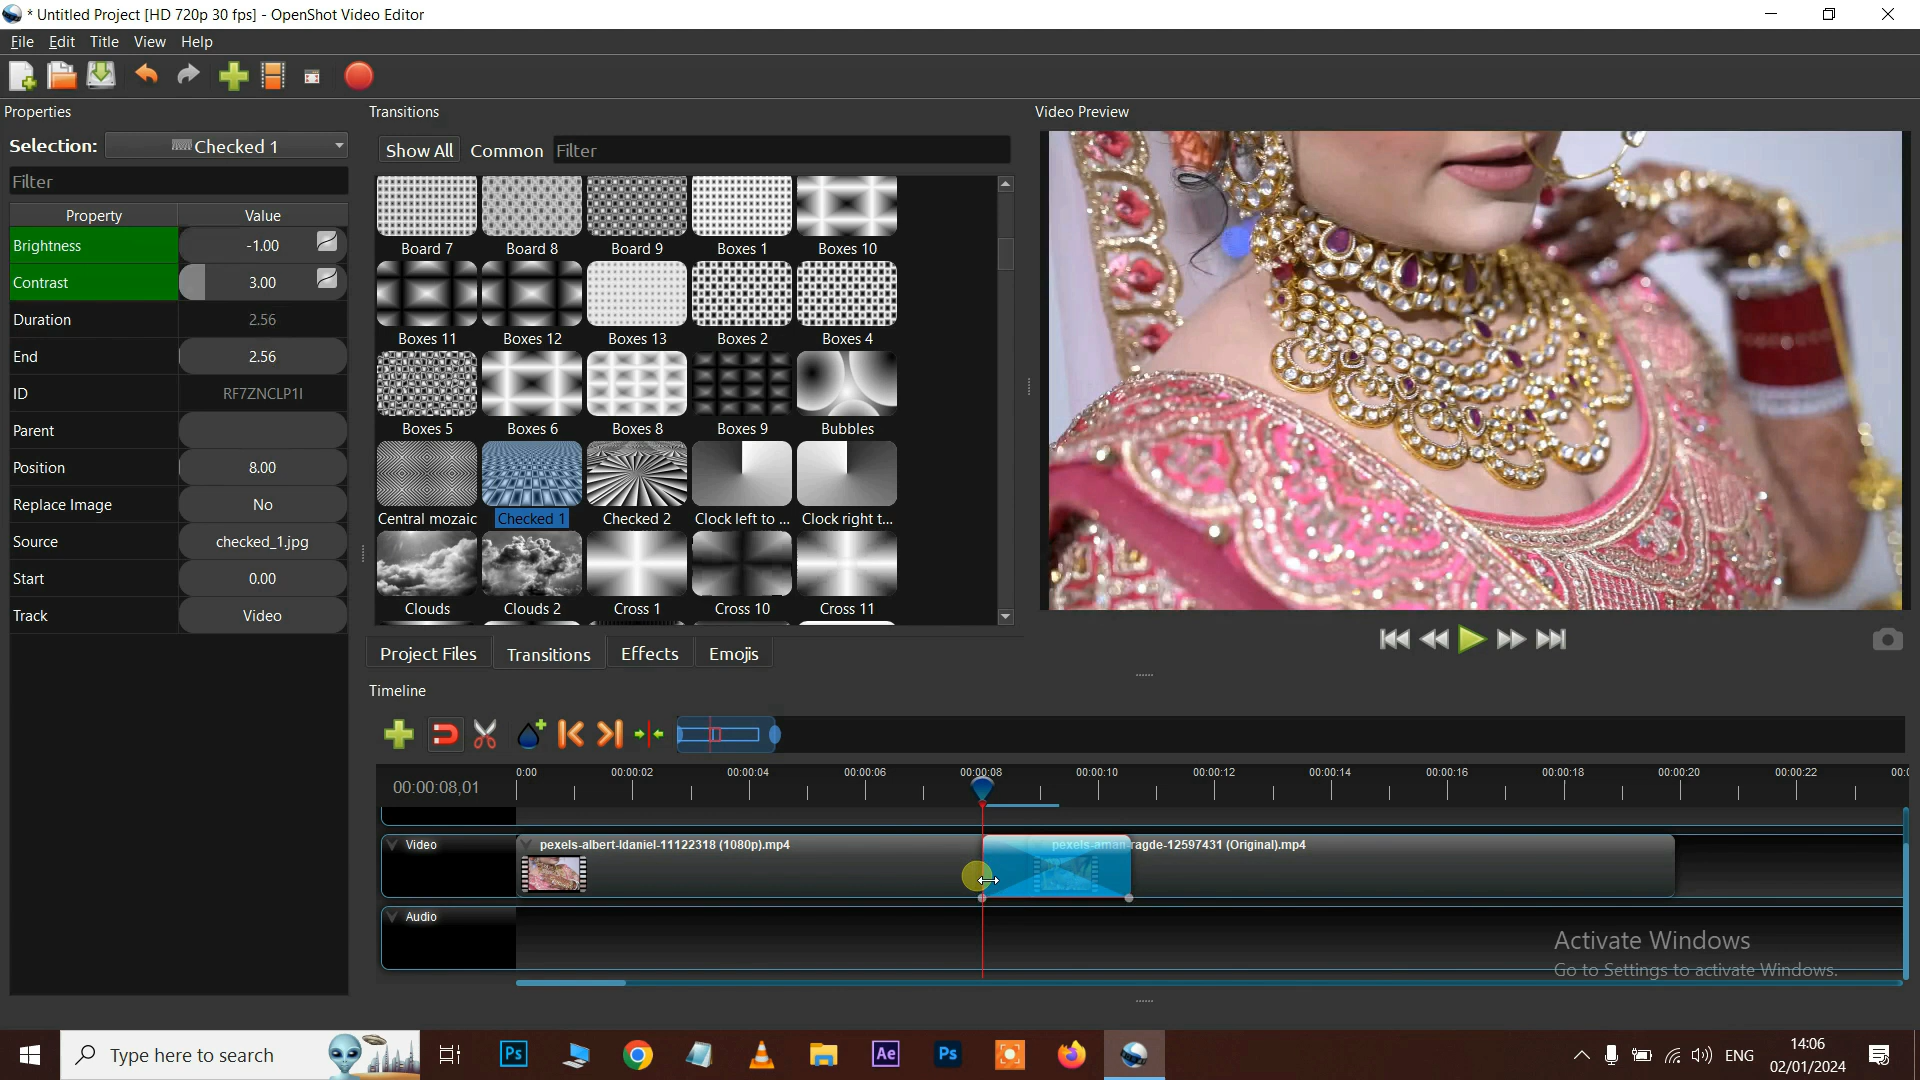 * Untitled Project [HD 720p 30 fps] - OpenShot Video Editor
File Edit Title View Help
Properties
Selection: Checked 1
Filter
Property Value
Brightness -1.00
Contrast 3.00
Duration 2.56
End 2.56
ID RF7ZNCLP1I
Parent
Position 8.00
Replace Image No
Source checked_1.jpg
Start 0.00
Track Video
Transitions
Show All Common Filter
Board 7 Board 8 Board 9 Boxes 1 Boxes 10
Boxes 11 Boxes 12 Boxes 13 Boxes 2 Boxes 4
Boxes 5 Boxes 6 Boxes 8 Boxes 9 Bubbles
Central mozaic Checked 1 Checked 2 Clock left to ... Clock right t...
Clouds Clouds 2 Cross 1 Cross 10 Cross 11
Project Files Transitions Effects Emojis
Video Preview
Timeline
00:00:08,01
0:00 00:00:02 00:00:04 00:00:06 00:00:08 00:00:10 00:00:12 00:00:14 00:00:16 00:00:18 00:00:20 00:00:22
Video
pexels-albert-ldaniel-11122318 (1080p).mp4
pexels-aman-ragde-12597431 (Original).mp4
Audio
Activate Windows
Go to Settings to activate Windows.
Type here to search
Ps
Ae
Ps
ENG
14:06
02/01/2024